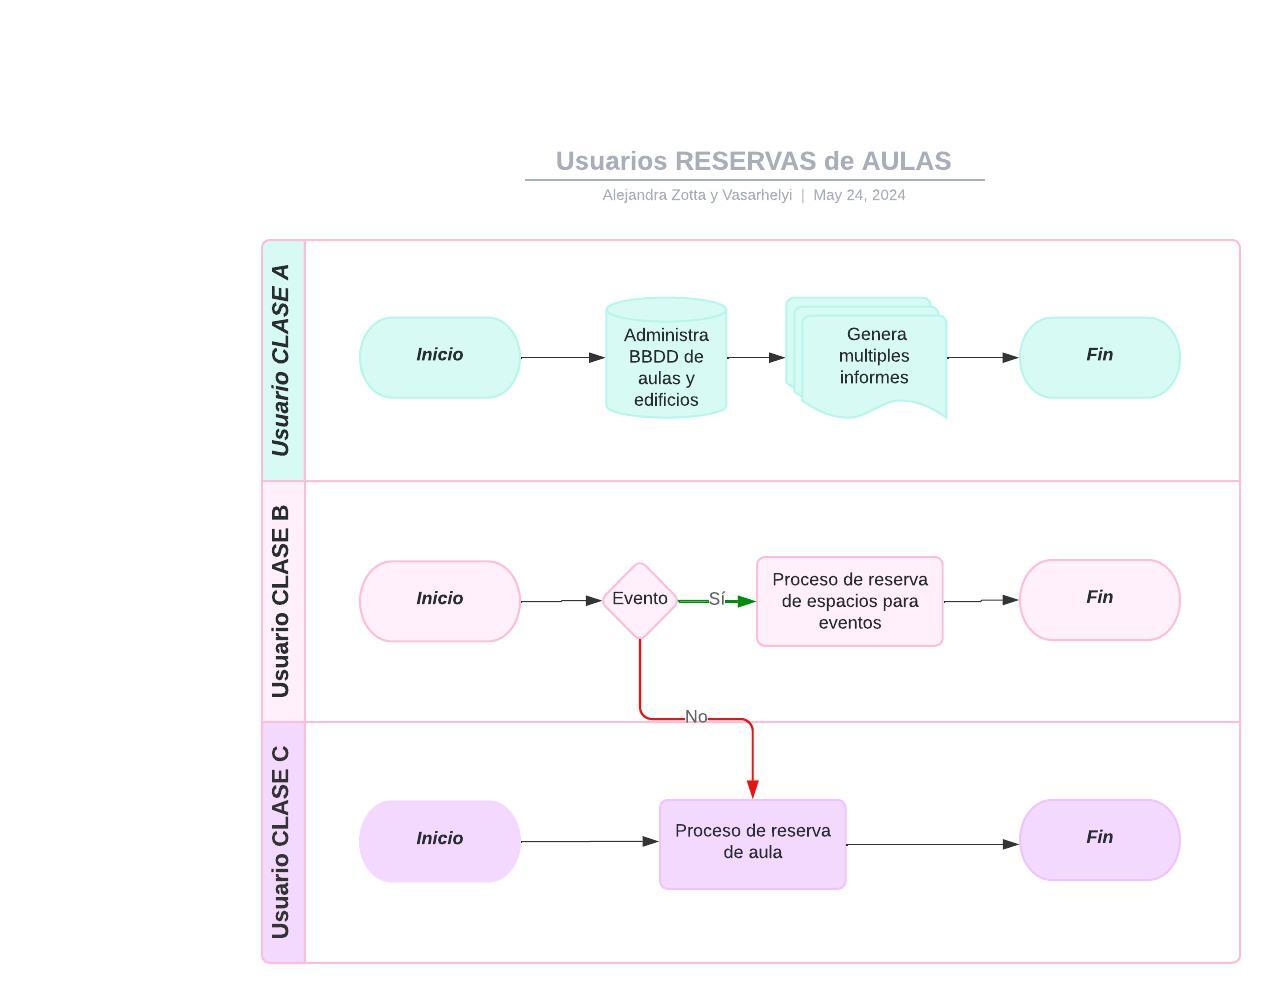 Usuarios RESERVAS de AULAS
Alejandra Zotta y Vasarhelyi | May 24, 2024
Usuario CLASE A
Inicio
Administra
BBDD de
aulas y
edificios
Genera
multiples
informes
Fin
Usuario CLASE B
Inicio
Evento
Sí
Proceso de reserva
de espacios para
eventos
Fin
No
Usuario CLASE C
Inicio
Proceso de reserva
de aula
Fin